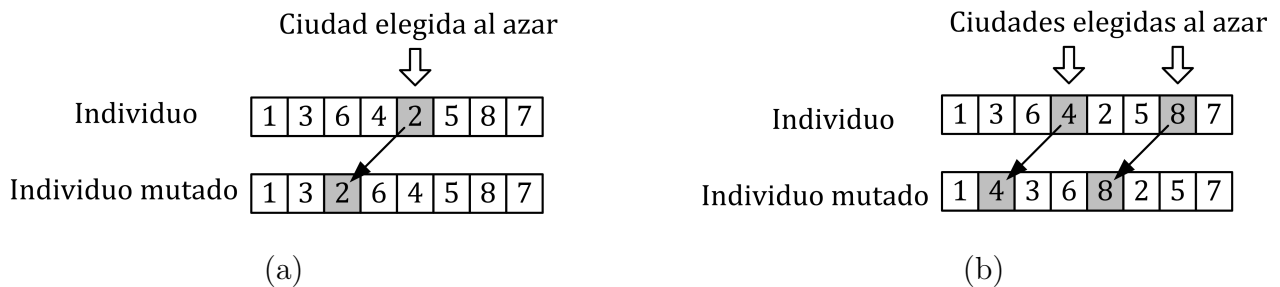 Ciudad elegida al azar
Individuo 1 3 6 4 2 5 8 7
Individuo mutado 1 3 2 6 4 5 8 7
(a)
Ciudades elegidas al azar
Individuo 1 3 6 4 2 5 8 7
Individuo mutado 1 4 3 6 8 2 5 7
(b)